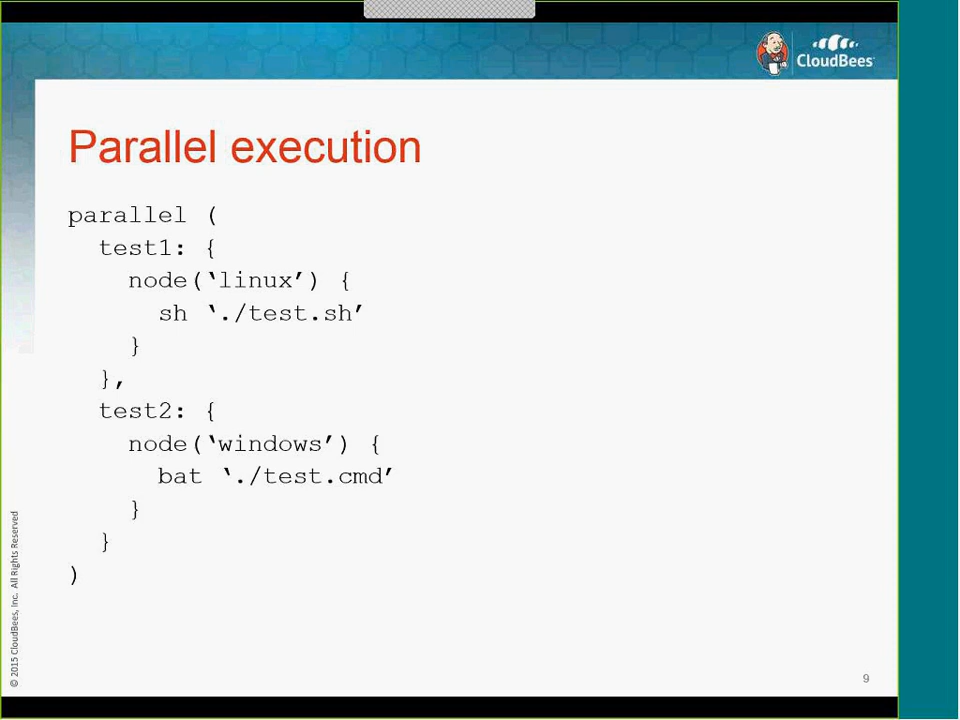 CloudBees
Parallel execution
parallel (
  test1: {
    node(‘linux’) {
      sh ‘./test.sh’
    }
  },
  test2: {
    node(‘windows’) {
      bat ‘./test.cmd’
    }
  }
)
© 2015 CloudBees, Inc. All Rights Reserved
9